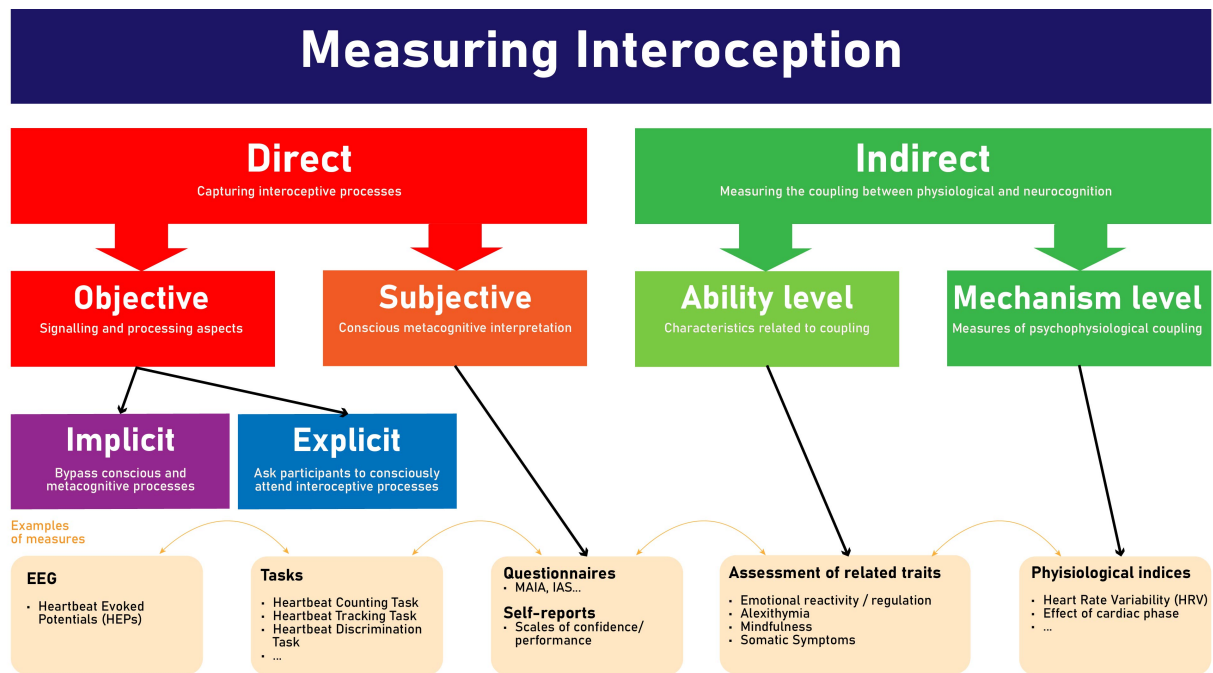 Measuring Interoception
Direct
Capturing interoceptive processes
Indirect
Measuring the coupling between physiological and neurocognition
Objective
Signalling and processing aspects
Subjective
Conscious metacognitive interpretation
Ability level
Characteristics related to coupling
Mechanism level
Measures of psychophysiological coupling
Implicit
Bypass conscious and
metacognitive processes
Explicit
Ask participants to consciously
attend interoceptive processes
Examples
of measures
EEG
• Heartbeat Evoked
Potentials (HEPs)
Tasks
• Heartbeat Counting Task
• Heartbeat Tracking Task
• Heartbeat Discrimination
Task
• ...
Questionnaires
• MAIA, IAS...
Self-reports
• Scales of confidence/
performance
Assessment of related traits
• Emotional reactivity / regulation
• Alexithymia
• Mindfulness
• Somatic Symptoms
Phyisiological indices
• Heart Rate Variability (HRV)
• Effect of cardiac phase
• ...